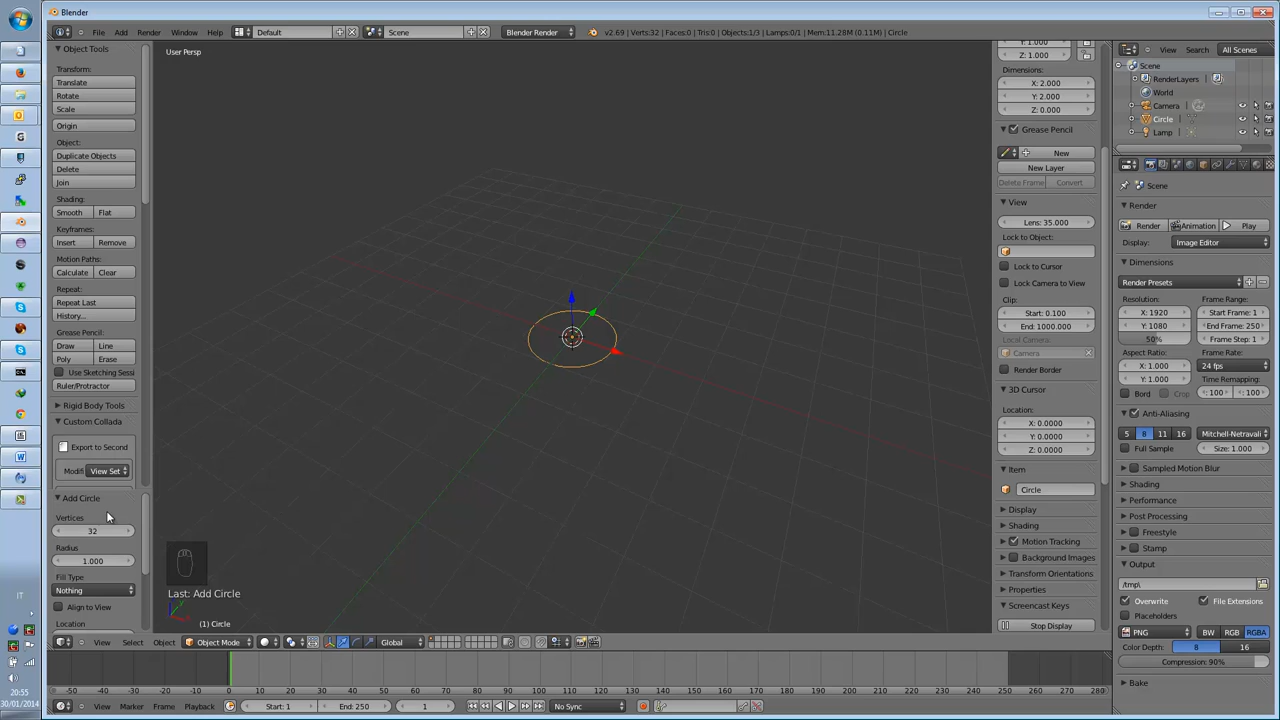 Blender
File Add Render Window Help Default Scene Blender Render v2.69 | Verts:32 | Faces:0 | Tris:0 | Objects:1/3 | Lamps:0/1 | Mem:11.28M (0.11M) | Circle
Object Tools
Transform:
Translate
Rotate
Scale
Origin
Object:
Duplicate Objects
Delete
Join
Shading:
Smooth Flat
Keyframes:
Insert Remove
Motion Paths:
Calculate Clear
Repeat:
Repeat Last
History...
Grease Pencil:
Draw Line
Poly Erase
Use Sketching Sessi
Ruler/Protractor
Rigid Body Tools
Custom Collada
Export to Second
Modifi View Set
Add Circle
Vertices
32
Radius
1.000
Fill Type
Nothing
Align to View
Location
User Persp
Last: Add Circle
(1) Circle
View Select Object Object Mode Global
Y: 1.000
Z: 1.000
Dimensions:
X: 2.000
Y: 2.000
Z: 0.000
Grease Pencil
New
New Layer
Delete Frame Convert
View
Lens: 35.000
Lock to Object:
Lock to Cursor
Lock Camera to View
Clip:
Start: 0.100
End: 1000.000
Local Camera:
Camera
Render Border
3D Cursor
Location:
X: 0.0000
Y: 0.0000
Z: 0.0000
Item
Circle
Display
Shading
Motion Tracking
Background Images
Transform Orientations
Properties
Screencast Keys
Stop Display
View Search All Scenes
Scene
RenderLayers
World
Camera
Circle
Lamp
Scene
Render
Render Animation Play
Display: Image Editor
Dimensions
Render Presets
Resolution: Frame Range:
X: 1920 Start Frame: 1
Y: 1080 End Frame: 250
50% Frame Step: 1
Aspect Ratio: Frame Rate:
X: 1.000 24 fps
Y: 1.000 Time Remapping:
Bord Crop : 100 : 100
Anti-Aliasing
5 8 11 16 Mitchell-Netravali
Full Sample Size: 1.000
Sampled Motion Blur
Shading
Performance
Post Processing
Freestyle
Stamp
Output
/tmp\
Overwrite File Extensions
Placeholders
PNG BW RGB RGBA
Color Depth: 8 16
Compression: 90%
Bake
-50 -40 -30 -20 -10 0 10 20 30 40 50 60 70 80 90 100 110 120 130 140 150 160 170 180 190 200 210 220 230 240 250 260 270 280
View Marker Frame Playback Start: 1 End: 250 1 No Sync
IT
20:55
30/01/2014